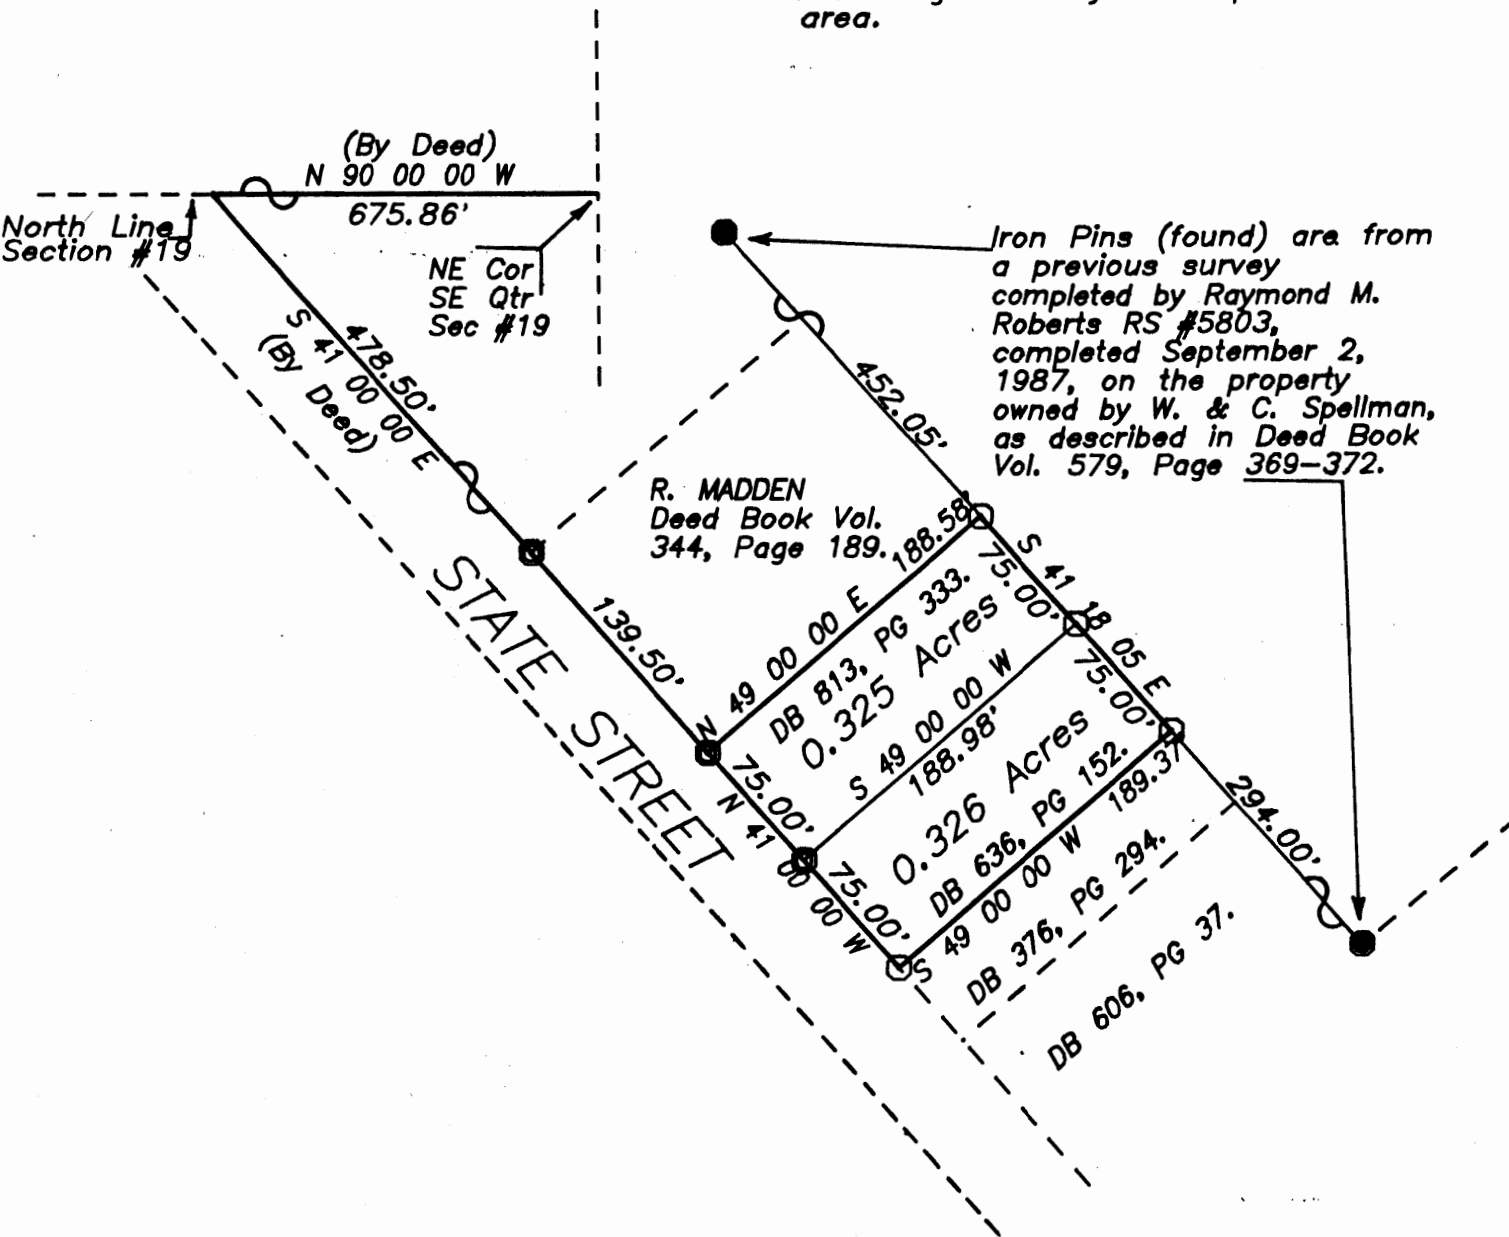 area.
(By Deed)
N 90 00 00 W
675.86'
North Line
Section #19
NE Cor
SE Qtr
Sec #19
Iron Pins (found) are from
a previous survey
completed by Raymond M.
Roberts RS #5803,
completed September 2,
1987, on the property
owned by W. & C. Spellman,
as described in Deed Book
Vol. 579, Page 369-372.
478.50'
S 41 00 00 E
(By Deed)
452.05'
R. MADDEN
Deed Book Vol.
344, Page 189.
139.50'
N 49 00 00 E 188.58'
S 41 18 05 E
75.00'
DB 813, PG 333.
0.325 Acres
STATE STREET
S 49 00 00 W
188.98'
75.00'
75.00'
N 41 00 00 W
0.326 Acres
DB 636, PG 152.
75.00'
S 49 00 00 W 189.37'
294.00'
DB 376, PG 294.
DB 606, PG 37.